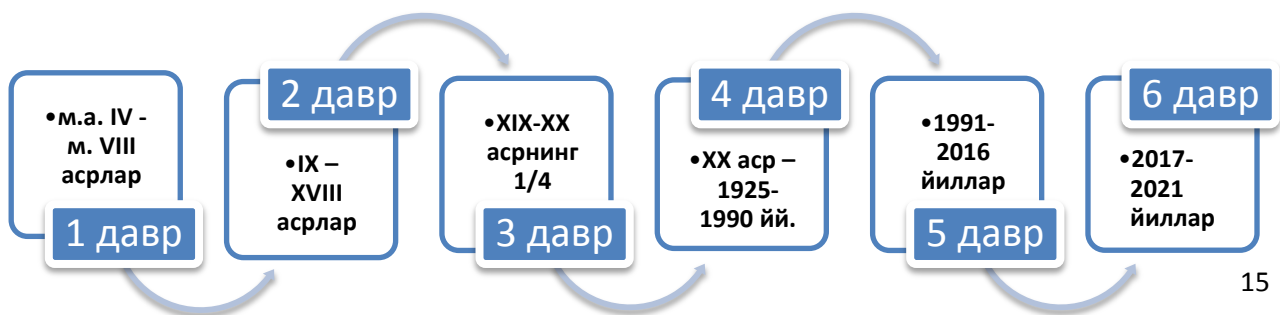 •м.а. IV -
м. VIII
асрлар
1 давр
2 давр
•IX –
XVIII
асрлар
•XIX-XX
асрнинг
1/4
3 давр
4 давр
•XX аср –
1925-
1990 йй.
•1991-
2016
йиллар
5 давр
6 давр
•2017-
2021
йиллар
15